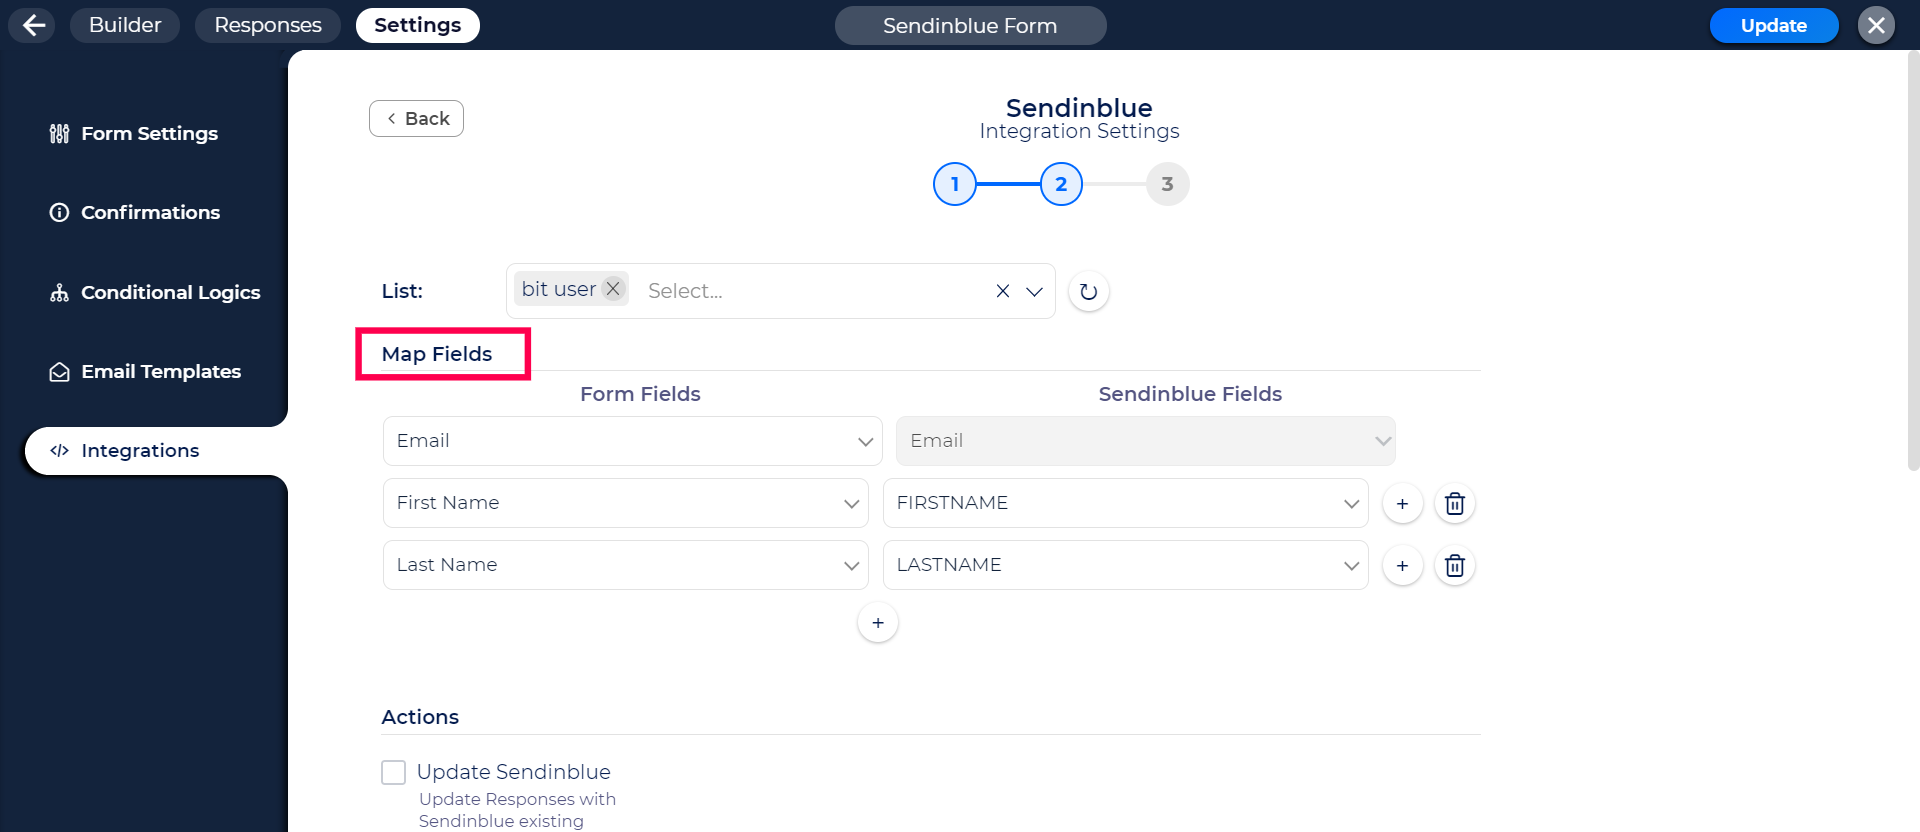 Builder
Responses
Settings
Sendinblue Form
Update
Form Settings
Confirmations
Conditional Logics
Email Templates
Integrations
Back
Sendinblue
Integration Settings
1
2
3
List:
bit user
Select...
Map Fields
Form Fields
Sendinblue Fields
Email
Email
First Name
FIRSTNAME
+
Last Name
LASTNAME
+
+
Actions
Update Sendinblue
Update Responses with
Sendinblue existing